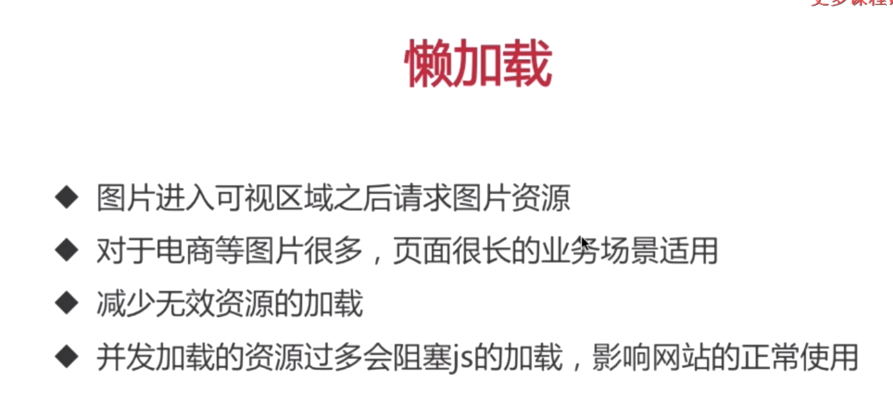 懒加载
◆ 图片进入可视区域之后请求图片资源
◆ 对于电商等图片很多，页面很长的业务场景适用
◆ 减少无效资源的加载
◆ 并发加载的资源过多会阻塞js的加载，影响网站的正常使用